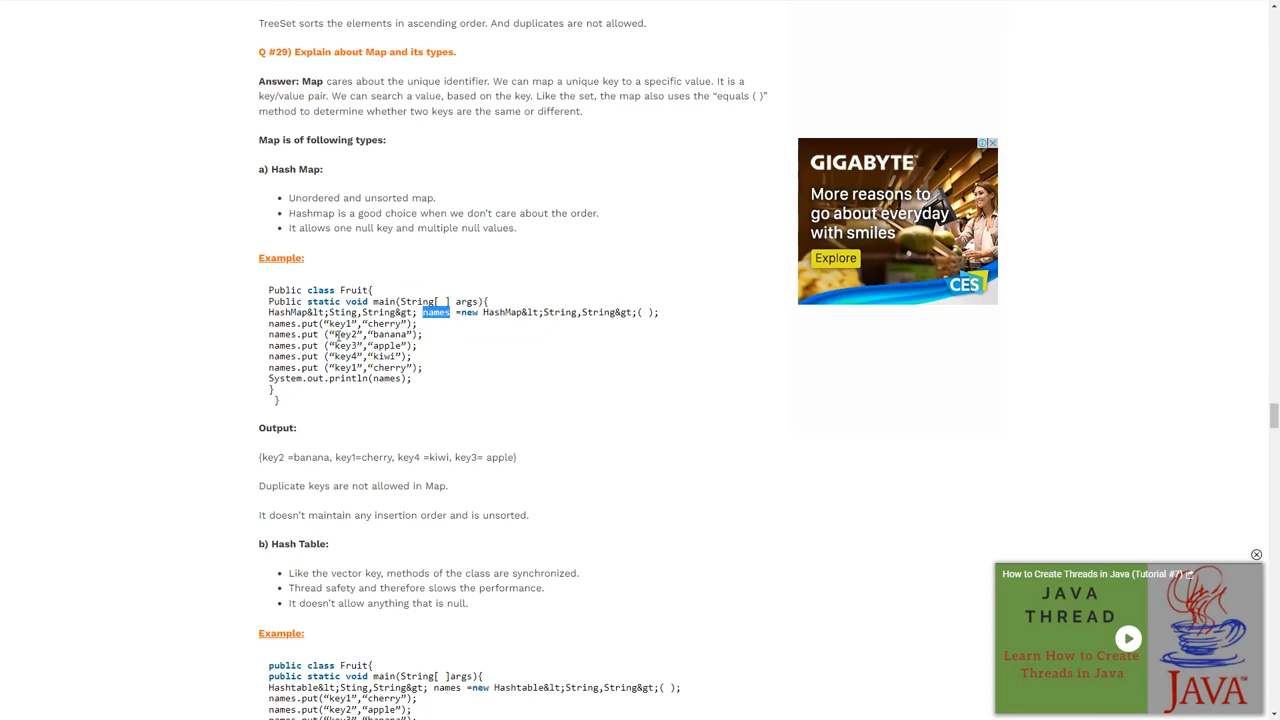 TreeSet sorts the elements in ascending order. And duplicates are not allowed.
Q #29) Explain about Map and its types.
Answer: Map cares about the unique identifier. We can map a unique key to a specific value. It is a
key/value pair. We can search a value, based on the key. Like the set, the map also uses the “equals ( )”
method to determine whether two keys are the same or different.
Map is of following types:
a) Hash Map:
• Unordered and unsorted map.
• Hashmap is a good choice when we don’t care about the order.
• It allows one null key and multiple null values.
Example:
Public class Fruit{
Public static void main(String[ ] args){
HashMap&lt;Sting,String&gt; names =new HashMap&lt;String,String&gt;( );
names.put(“key1”,“cherry”);
names.put (“key2”,“banana”);
names.put (“key3”,“apple”);
names.put (“key4”,“kiwi”);
names.put (“key1”,“cherry”);
System.out.println(names);
}
}
Output:
{key2 =banana, key1=cherry, key4 =kiwi, key3= apple}
Duplicate keys are not allowed in Map.
It doesn’t maintain any insertion order and is unsorted.
b) Hash Table:
• Like the vector key, methods of the class are synchronized.
• Thread safety and therefore slows the performance.
• It doesn’t allow anything that is null.
Example:
public class Fruit{
public static void main(String[ ]args){
Hashtable&lt;Sting,String&gt; names =new Hashtable&lt;String,String&gt;( );
names.put(“key1”,“cherry”);
names.put(“key2”,“apple”);
names.put(“key3”,“banana”);
GIGABYTE™
More reasons to
go about everyday
with smiles
Explore
CES
How to Create Threads in Java (Tutorial #7)
JAVA
THREAD
Learn How to Create
Threads in Java
JAVA™